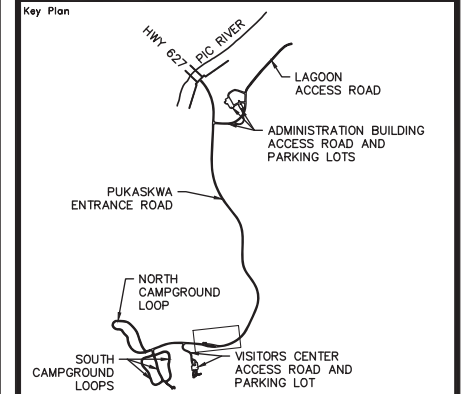 Key Plan
HWY 627
PIC RIVER
LAGOON
ACCESS ROAD
ADMINISTRATION BUILDING
ACCESS ROAD AND
PARKING LOTS
PUKASKWA
ENTRANCE ROAD
NORTH
CAMPGROUND
LOOP
SOUTH
CAMPGROUND
LOOPS
VISITORS CENTER
ACCESS ROAD AND
PARKING LOT